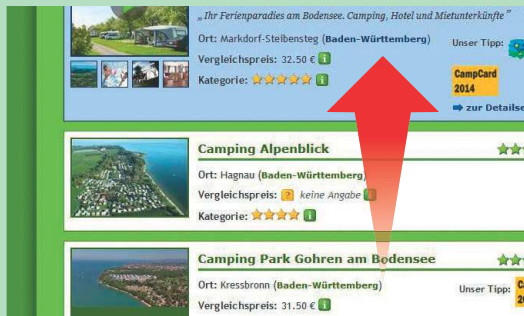 „Ihr Ferienparadies am Bodensee. Camping, Hotel und Mietunterkünfte"
Ort: Markdorf-Steibensteg (Baden-Württemberg)
Unser Tipp:
Vergleichspreis: 32.50 € i
Kategorie: i
CampCard
2014
zur Detailse
Camping Alpenblick
Ort: Hagnau (Baden-Württemberg)
Vergleichspreis: ? keine Angabe i
Kategorie: i
Camping Park Gohren am Bodensee
Ort: Kressbronn (Baden-Württemberg)
Unser Tipp:
Vergleichspreis: 31.50 € i